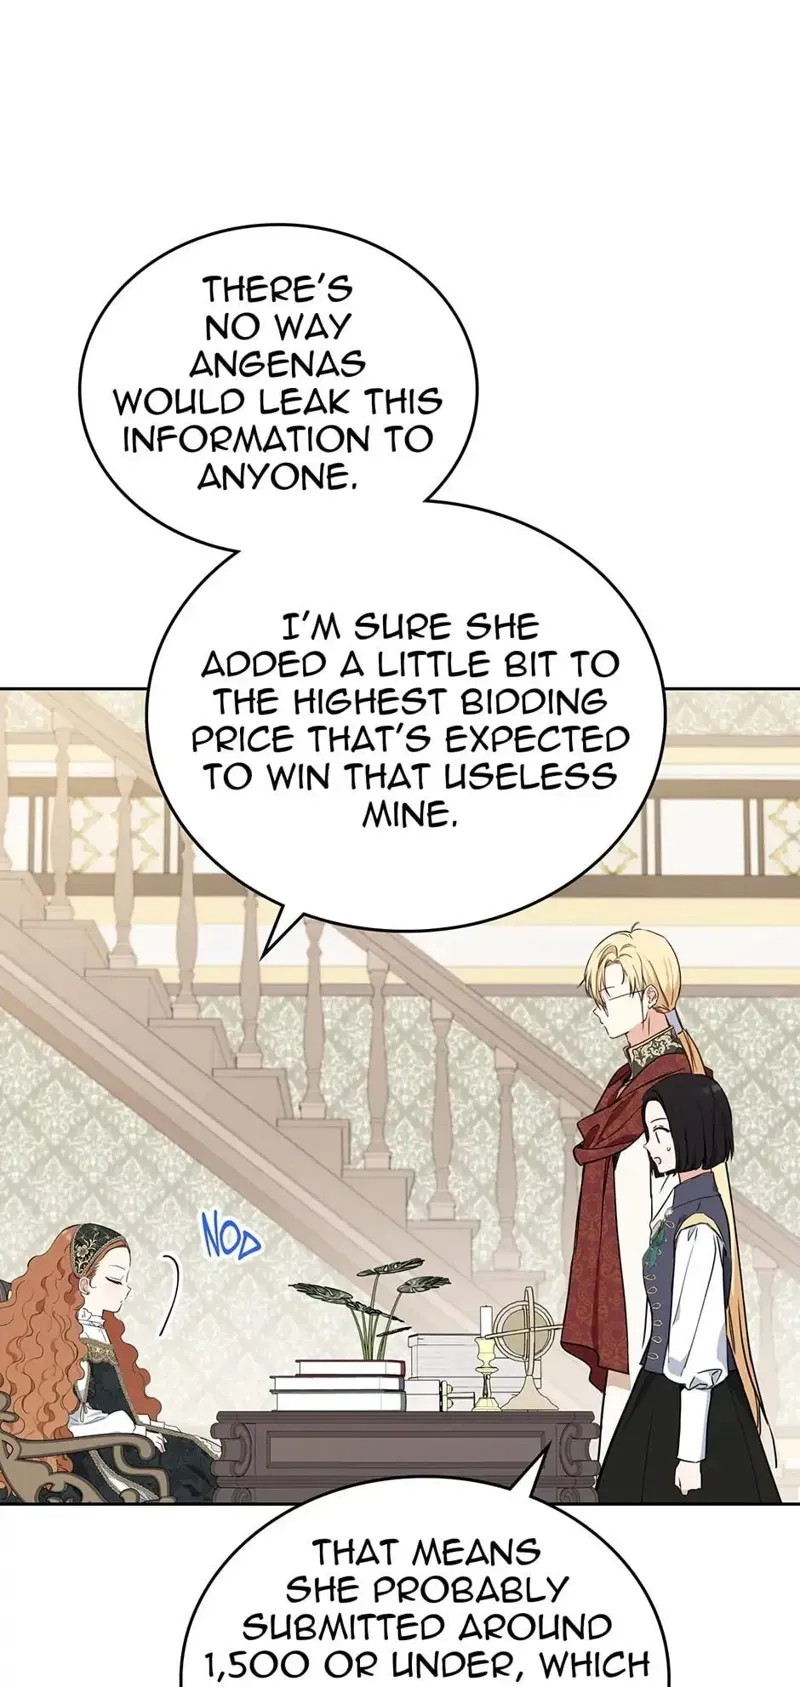 THERE'S
NO WAY
ANGENAS
WOULD LEAK THIS
INFORMATION TO
ANYONE.
I'M SURE SHE
ADDED A LITTLE BIT TO
THE HIGHEST BIDDING
PRICE THAT'S EXPECTED
TO WIN THAT USELESS
MINE.
NOD
THAT MEANS
SHE PROBABLY
SUBMITTED AROUND
1,500 OR UNDER, WHICH